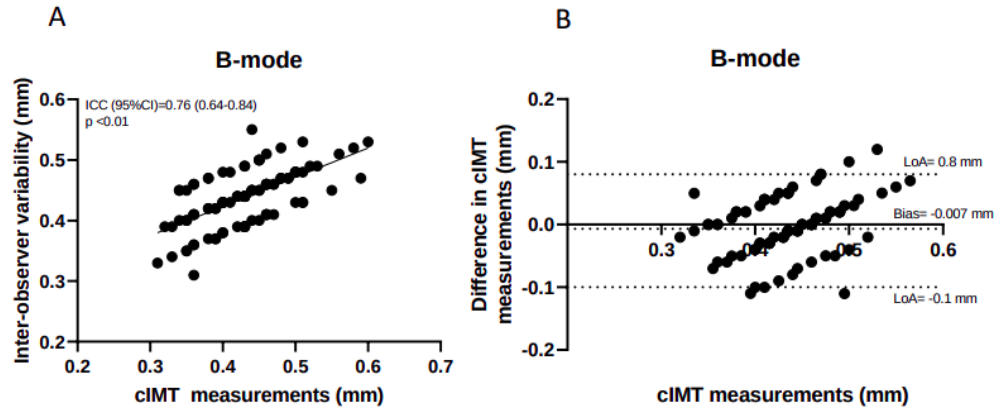 A
B-mode
ICC (95%CI)=0.76 (0.64-0.84)
p <0.01
Inter-observer variability (mm)
0.6
0.5
0.4
0.3
0.2
0.2 0.3 0.4 0.5 0.6 0.7
cIMT measurements (mm)
B
B-mode
Difference in cIMT
measurements (mm)
0.2
0.1
0.0
-0.1
-0.2
LoA= 0.8 mm
Bias= -0.007 mm
0.3 0.4 0.5 0.6
LoA= -0.1 mm
cIMT measurements (mm)